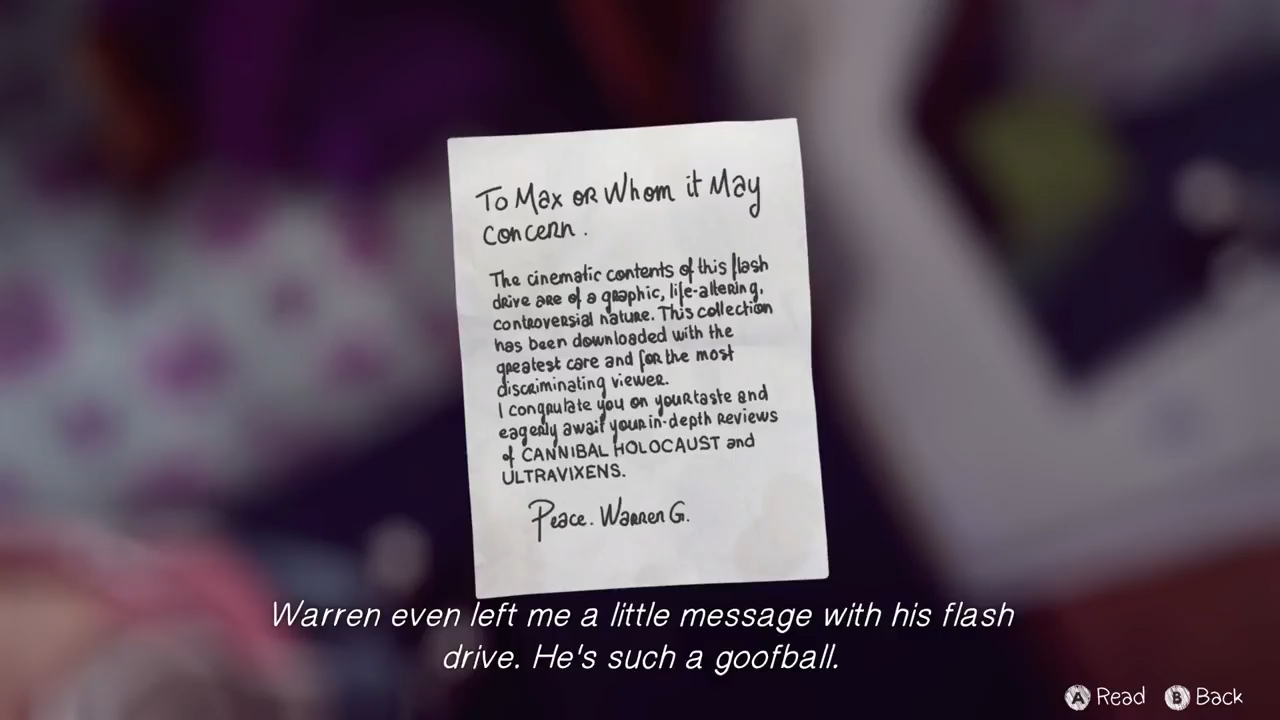 To Max or Whom it May
Concern.
The cinematic contents of this flash
drive are of a graphic, life-altering,
controversial nature. This collection
has been downloaded with the
greatest care and for the most
discriminating viewer.
I congrulate you on your taste and
eagerly await your in-depth reviews
of CANNIBAL HOLOCAUST and
ULTRAVIXENS.
Peace. Warren G.
Warren even left me a little message with his flash
drive. He's such a goofball.
A Read B Back